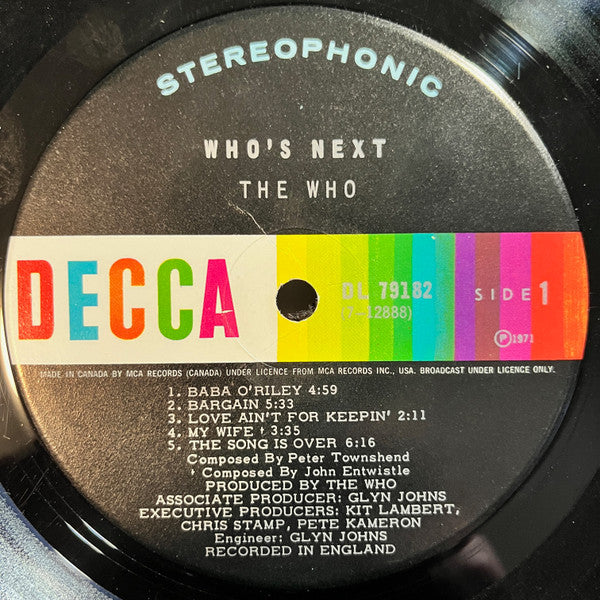 STEREOPHONIC
WHO'S NEXT
THE WHO
DECCA
DL 79182
(7-12888)
SIDE 1
Ⓟ1971
MADE IN CANADA BY MCA RECORDS (CANADA) UNDER LICENCE FROM MCA RECORDS INC., USA. BROADCAST UNDER LICENCE ONLY.
1. BABA O'RILEY 4:59
2. BARGAIN 5:33
3. LOVE AIN'T FOR KEEPIN' 2:11
4. MY WIFE † 3:35
5. THE SONG IS OVER 6:16
Composed By Peter Townshend
† Composed By John Entwistle
PRODUCED BY THE WHO
ASSOCIATE PRODUCER: GLYN JOHNS
EXECUTIVE PRODUCERS: KIT LAMBERT,
CHRIS STAMP, PETE KAMERON
Engineer: GLYN JOHNS
RECORDED IN ENGLAND